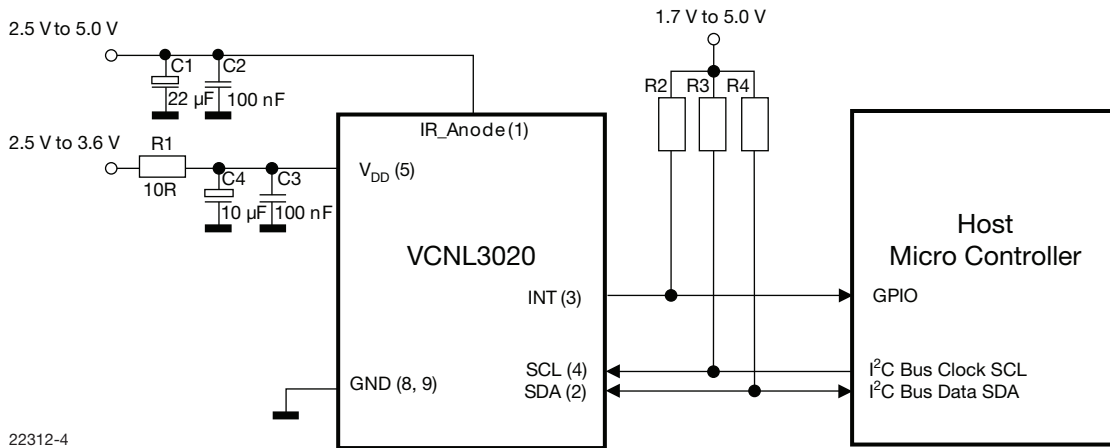 2.5 V to 5.0 V
C1
C2
22 µF
100 nF
2.5 V to 3.6 V
R1
10R
C4
C3
10 µF
100 nF
IR_Anode (1)
VDD (5)
VCNL3020
INT (3)
GND (8, 9)
SCL (4)
SDA (2)
1.7 V to 5.0 V
R2
R3
R4
Host
Micro Controller
GPIO
I²C Bus Clock SCL
I²C Bus Data SDA
22312-4